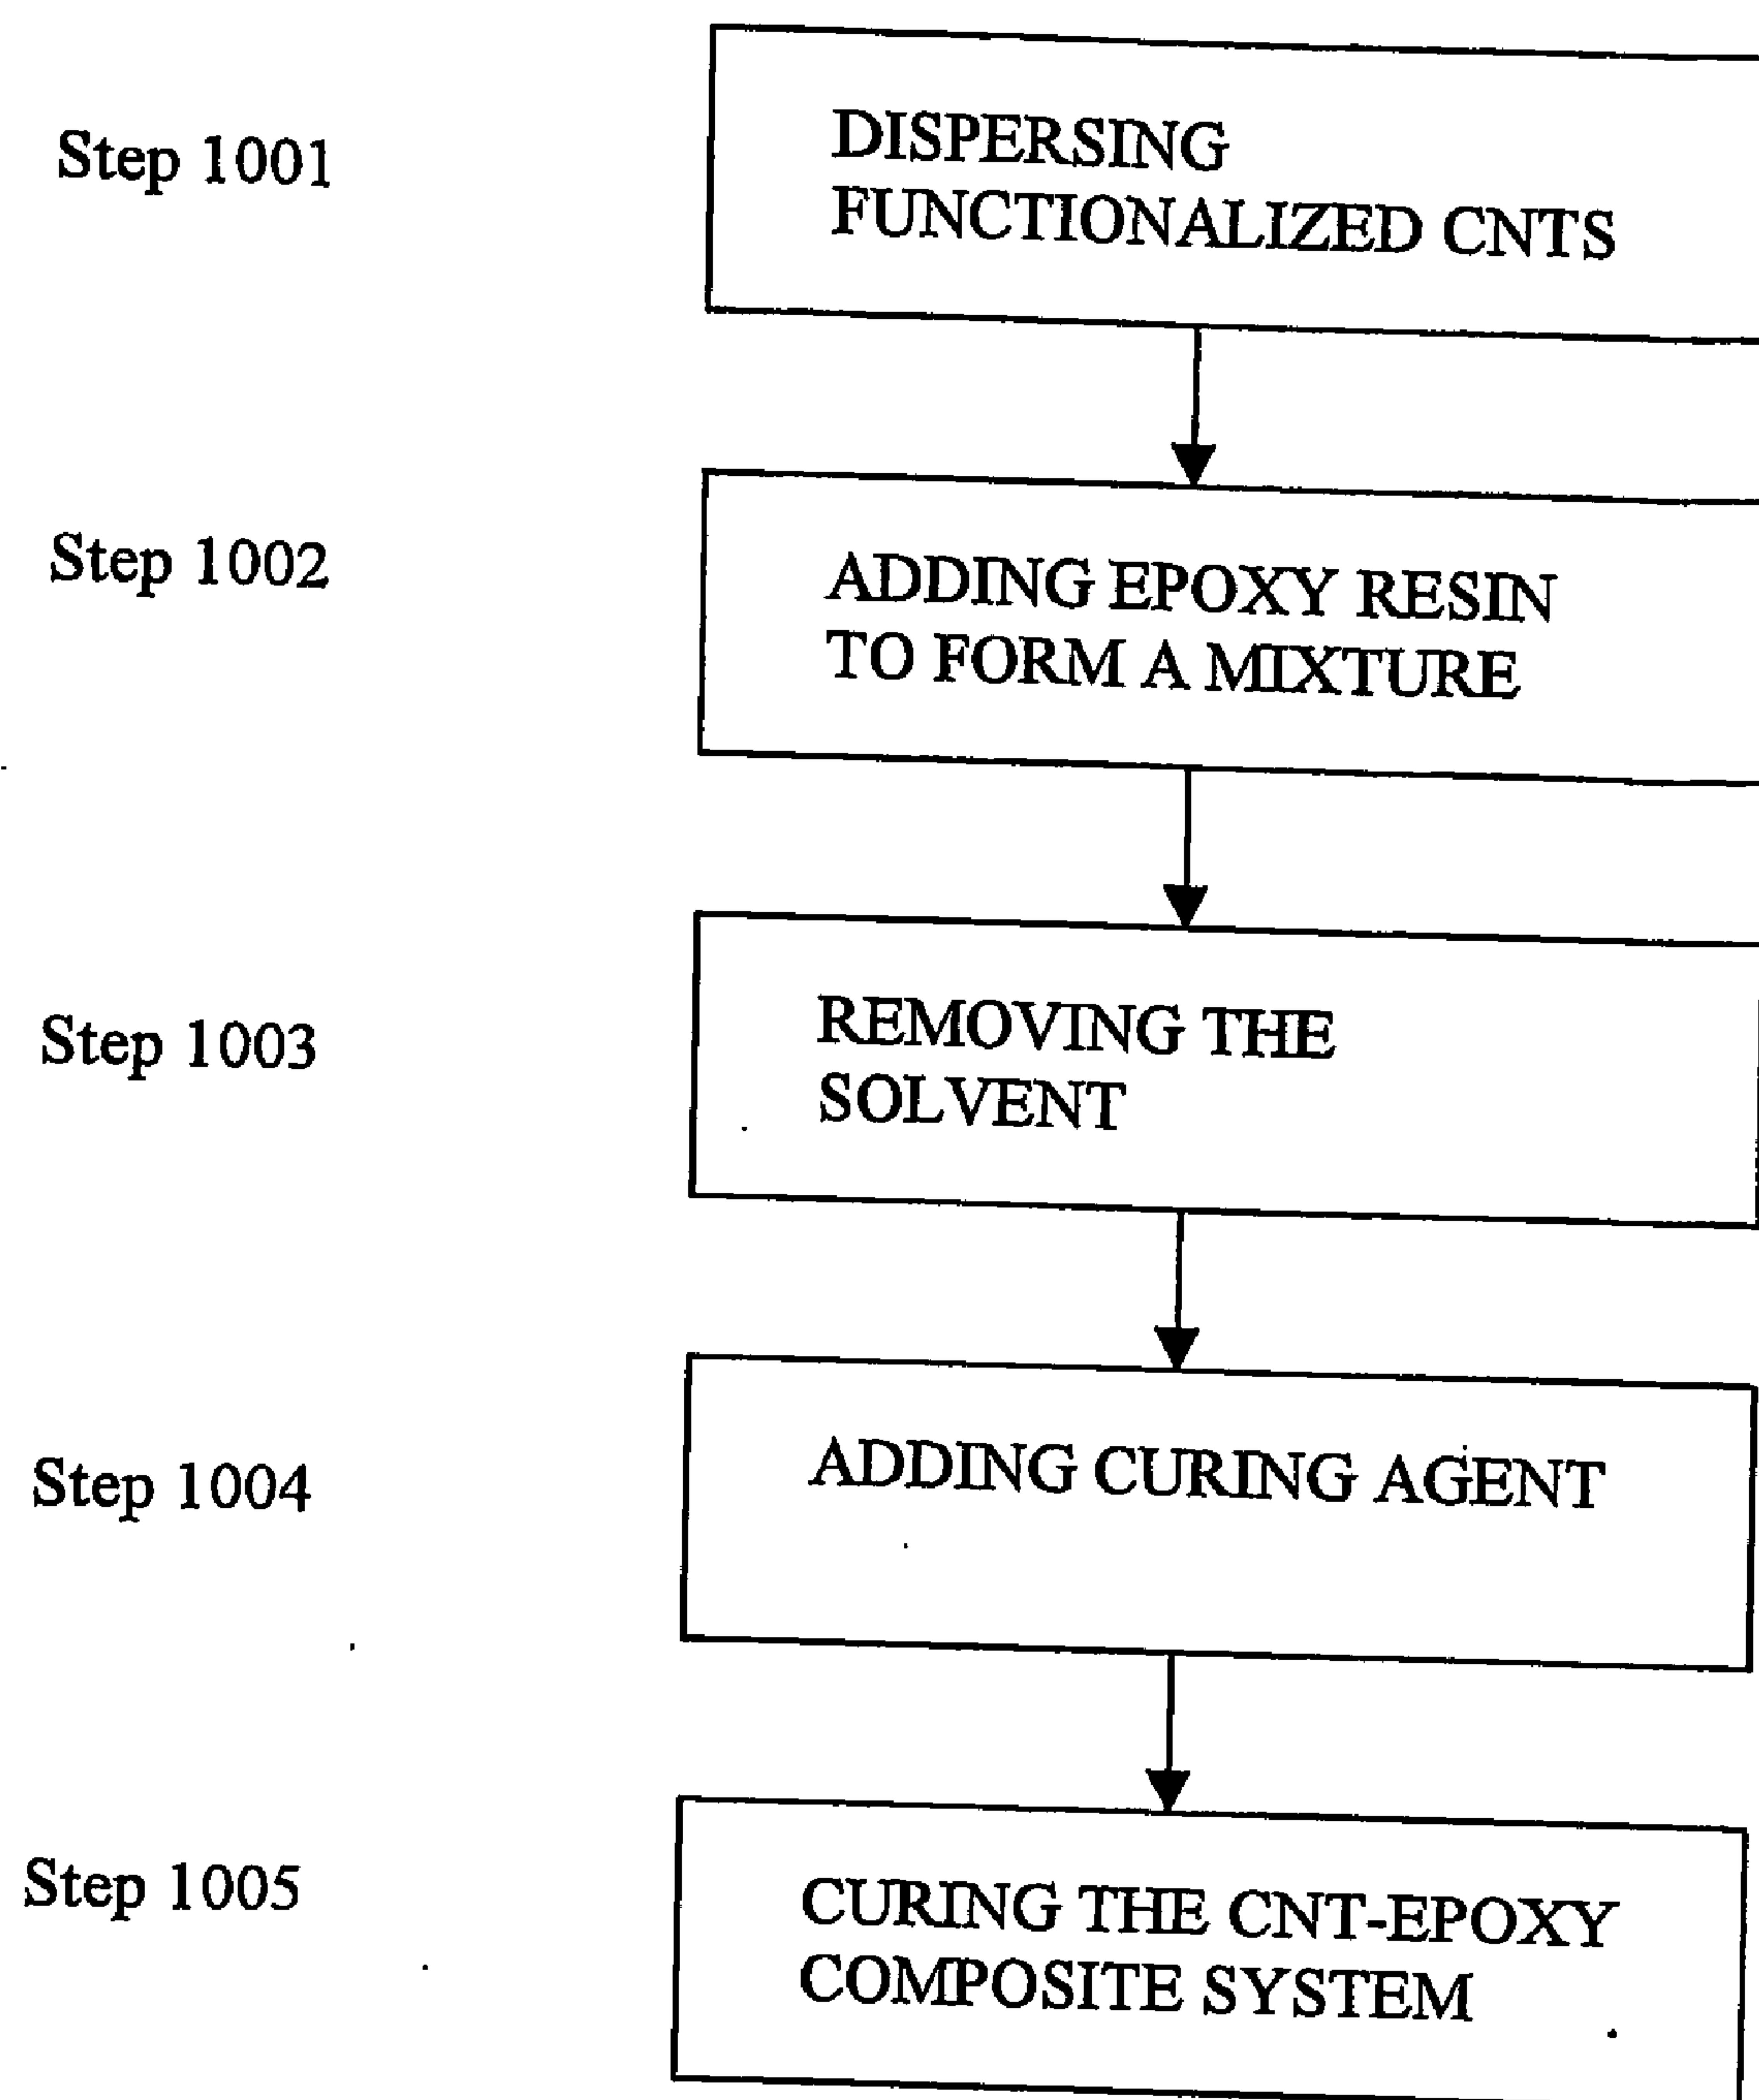 Step 1001
DISPERSING
FUNCTIONALIZED CNTS
Step 1002
ADDING EPOXY RESIN
TO FORM A MIXTURE
Step 1003
REMOVING THE
SOLVENT
Step 1004
ADDING CURING AGENT
Step 1005
CURING THE CNT-EPOXY
COMPOSITE SYSTEM